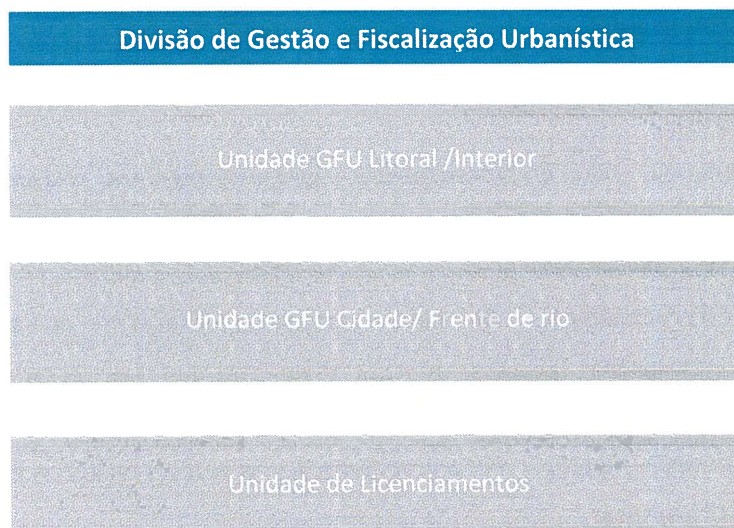 Divisão de Gestão e Fiscalização Urbanística
Unidade GFU Litoral /Interior
Unidade GFU Cidade/ Frente de rio
Unidade de Licenciamentos